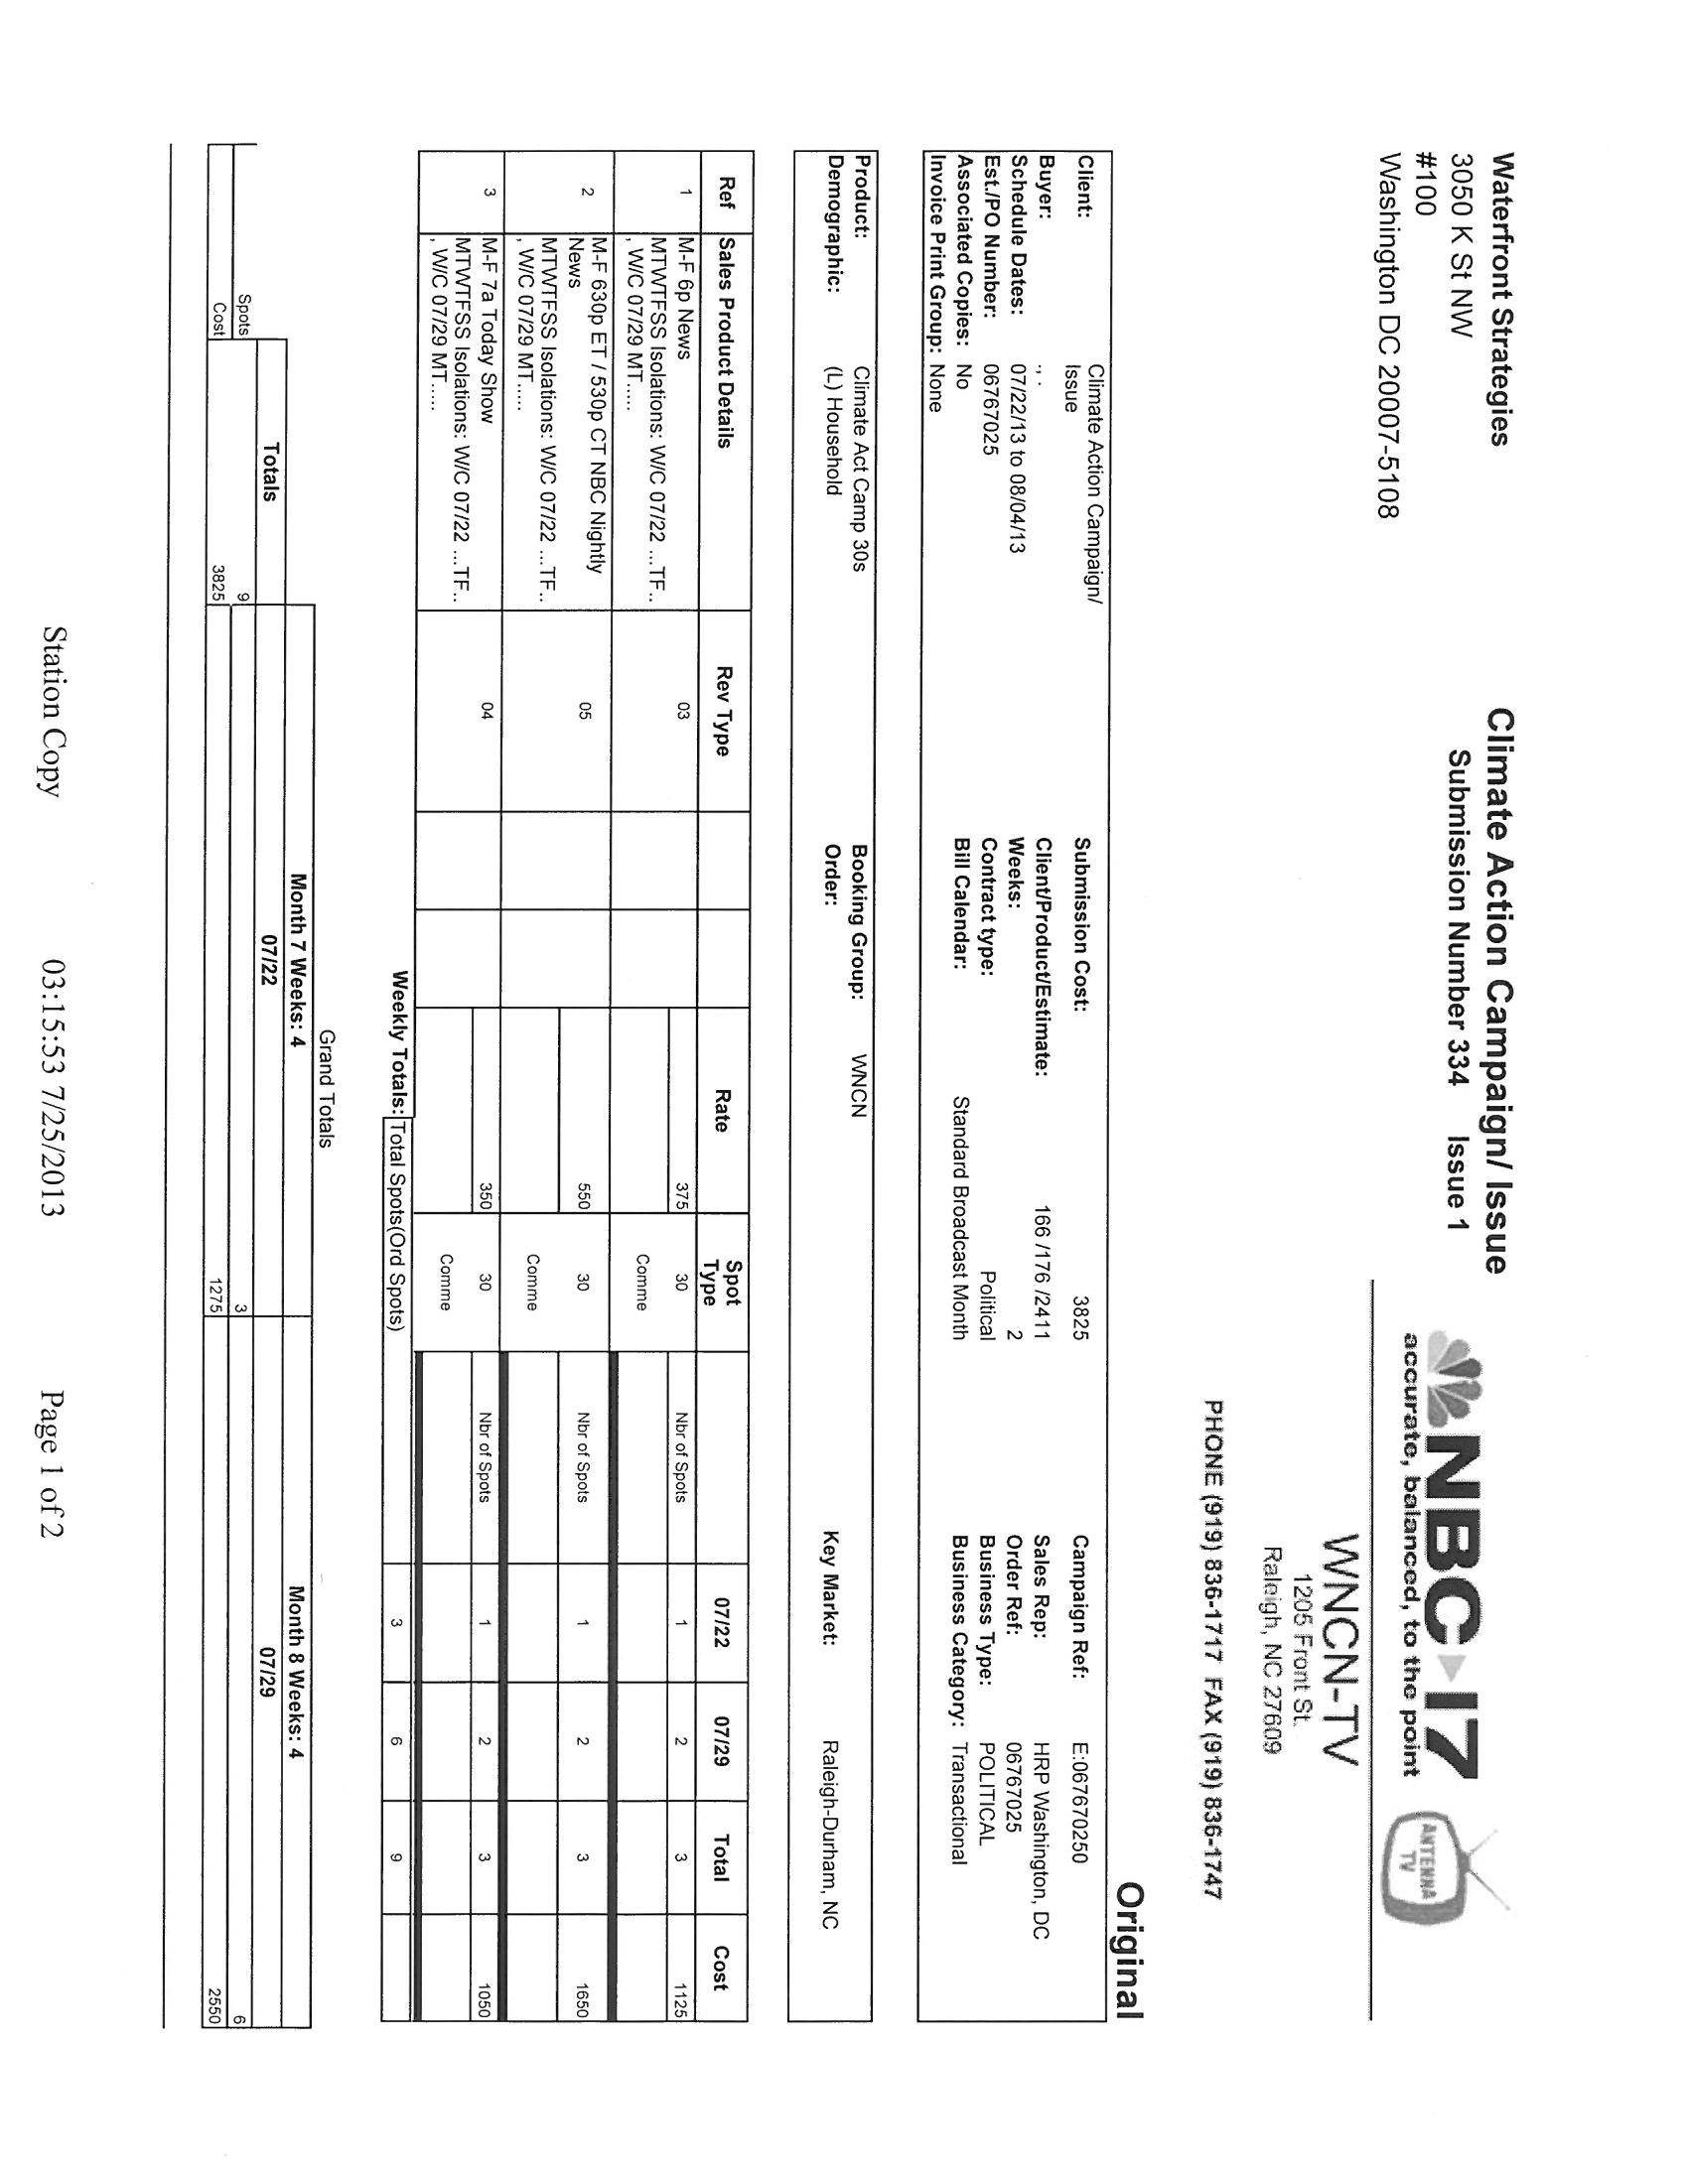 Waterfront Strategies
3050 K St NW
#100
Washington DC 20007-5108
Climate Action Campaign/ Issue
Submission Number 334 Issue 1
NBC 17
accurate, balanced, to the point
ANTENNA
TV
WNCN-TV
1205 Front St.
Raleigh, NC 27609
PHONE (919) 836-1717 FAX (919) 836-1747
Original
Client: Climate Action Campaign/
Issue
Buyer: ., .
Schedule Dates: 07/22/13 to 08/04/13
Est./PO Number: 06767025
Associated Copies: No
Invoice Print Group: None
Submission Cost: 3825
Client/Product/Estimate: 166 /176 /2411
Weeks: 2
Contract type: Political
Bill Calendar: Standard Broadcast Month
Campaign Ref: E:067670250
Sales Rep: HRP Washington, DC
Order Ref: 06767025
Business Type: POLITICAL
Business Category: Transactional
Product: Climate Act Camp 30s
Demographic: (L) Household
Booking Group: WNCN
Order:
Key Market: Raleigh-Durham, NC
Ref Sales Product Details Rev Type Rate Spot Type 07/22 07/29 Total Cost
1 M-F 6p News 03 375 30 Nbr of Spots 1 2 3 1125
MTWTFSS Isolations: W/C 07/22 ...TF.. Comme
, W/C 07/29 MT.....
2 M-F 630p ET / 530p CT NBC Nightly 05 550 30 Nbr of Spots 1 2 3 1650
News
MTWTFSS Isolations: W/C 07/22 ...TF.. Comme
, W/C 07/29 MT.....
3 M-F 7a Today Show 04 350 30 Nbr of Spots 1 2 3 1050
MTWTFSS Isolations: W/C 07/22 ...TF..
, W/C 07/29 MT..... Comme
Weekly Totals: Total Spots(Ord Spots) 3 6 9
Grand Totals
Month 7 Weeks: 4 Month 8 Weeks: 4
Totals 07/22 07/29
Spots 9 3 6
Cost 3825 1275 2550
Station Copy 03:15:53 7/25/2013 Page 1 of 2